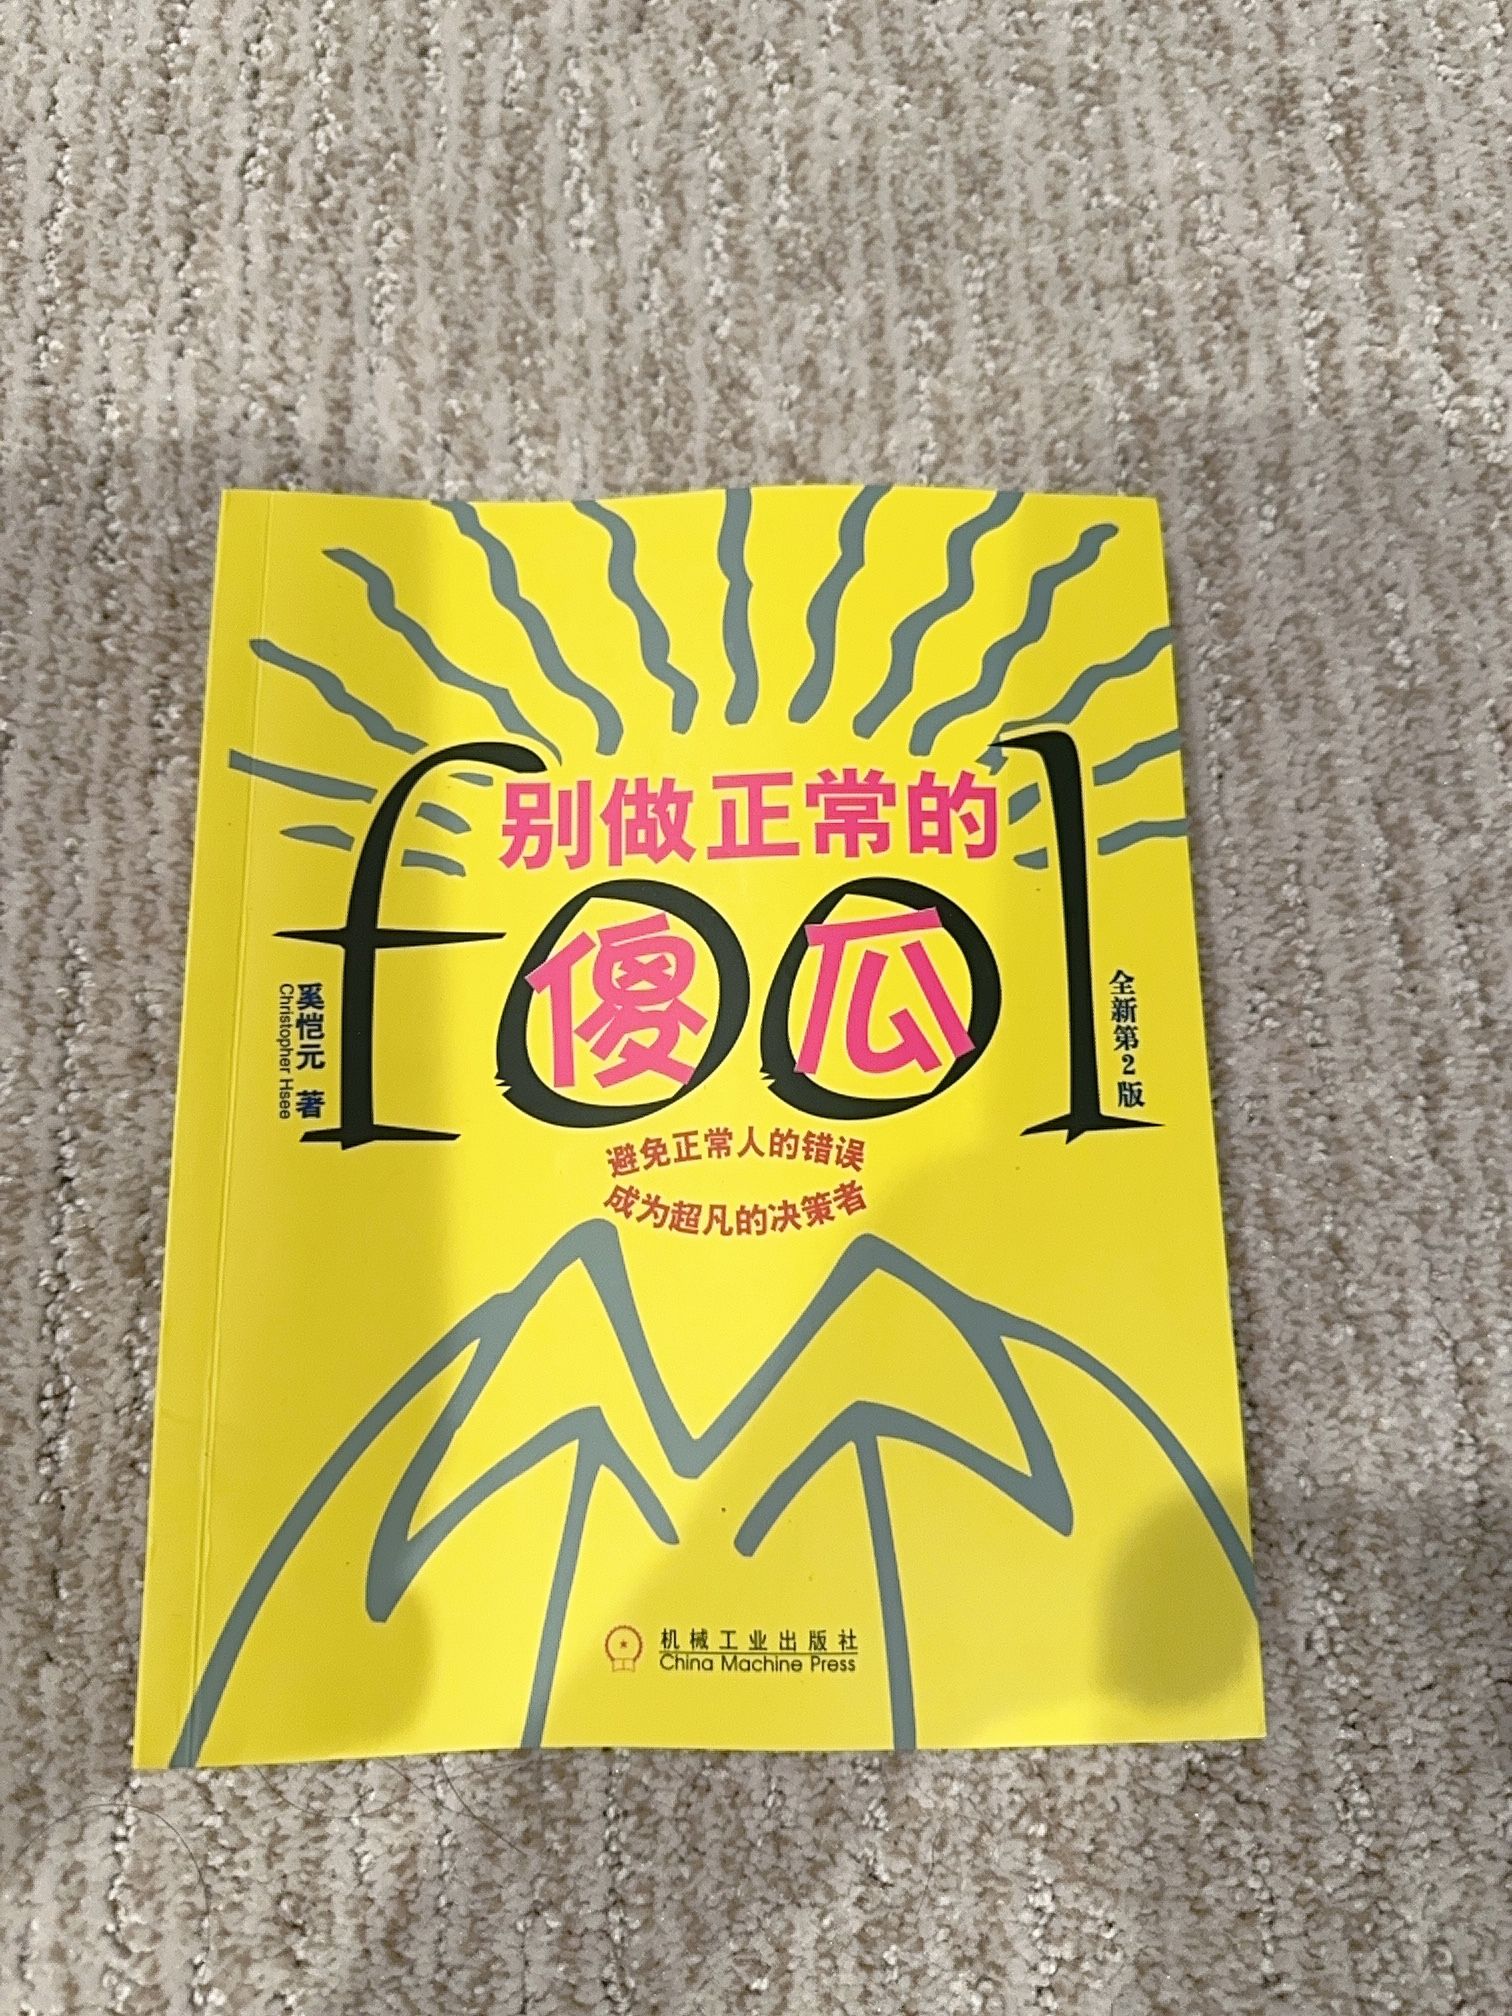 别做正常的
fool
傻瓜
奚恺元 著
Christopher Hsee
全新第2版
避免正常人的错误
成为超凡的决策者
机械工业出版社
China Machine Press